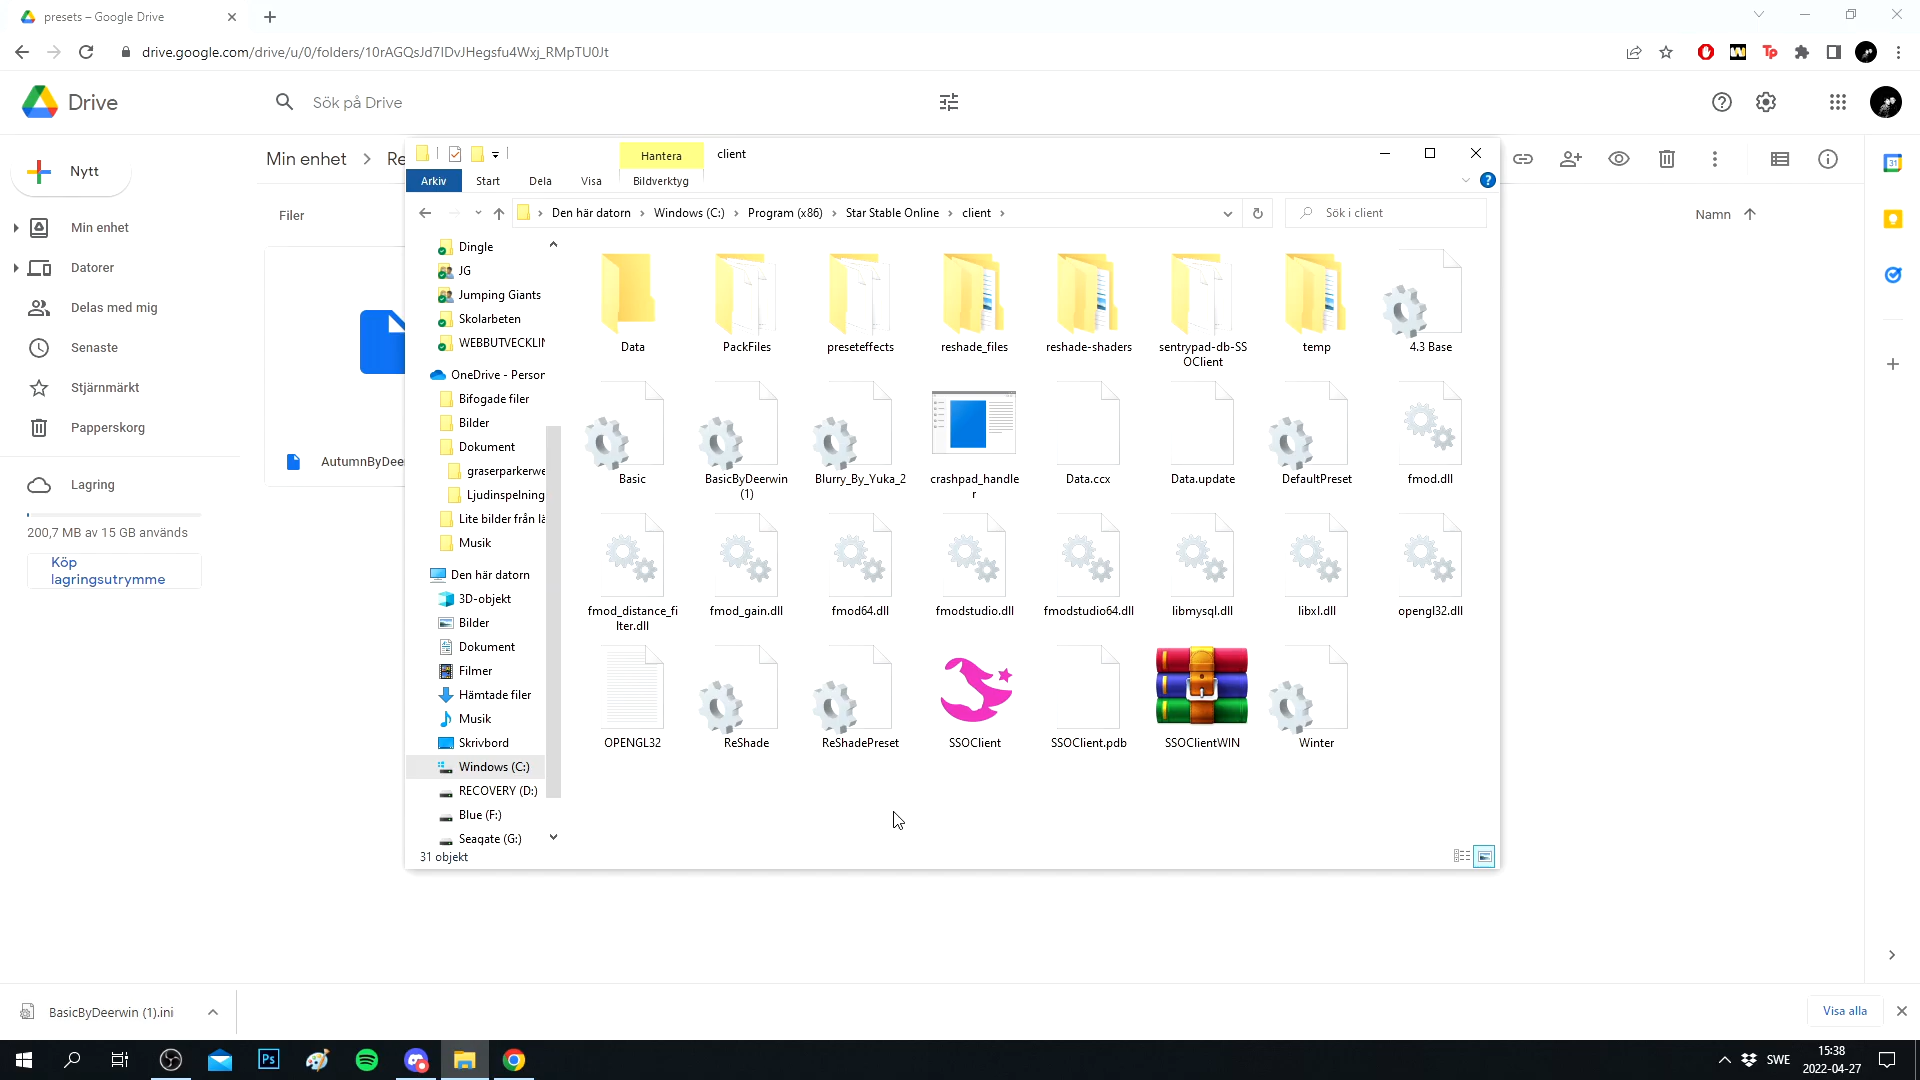 presets – Google Drive
drive.google.com/drive/u/0/folders/10rAGQsJd7IDvJHegsfu4Wxj_RMpTU0Jt
Drive
Sök på Drive
Nytt
Min enhet
Datorer
Delas med mig
Senaste
Stjärnmärkt
Papperskorg
Lagring
200,7 MB av 15 GB används
Köp
lagringsutrymme
Min enhet > Re
Filer
Namn
AutumnByDee
Hantera
client
Arkiv
Start
Dela
Visa
Bildverktyg
Den här datorn > Windows (C:) > Program (x86) > Star Stable Online > client >
Sök i client
Dingle
JG
Jumping Giants
Skolarbeten
WEBBUTVECKLIN
OneDrive - Person
Bifogade filer
Bilder
Dokument
graserparkerwe
Ljudinspelning
Lite bilder från lä
Musik
Den här datorn
3D-objekt
Bilder
Dokument
Filmer
Hämtade filer
Musik
Skrivbord
Windows (C:)
RECOVERY (D:)
Blue (F:)
Seagate (G:)
31 objekt
Data
PackFiles
preseteffects
reshade_files
reshade-shaders
sentrypad-db-SS
OClient
temp
4.3 Base
Basic
BasicByDeerwin
(1)
Blurry_By_Yuka_2
crashpad_handle
r
Data.ccx
Data.update
DefaultPreset
fmod.dll
fmod_distance_fi
lter.dll
fmod_gain.dll
fmod64.dll
fmodstudio.dll
fmodstudio64.dll
libmysql.dll
libxl.dll
opengl32.dll
OPENGL32
ReShade
ReShadePreset
SSOClient
SSOClient.pdb
SSOClientWIN
Winter
31
BasicByDeerwin (1).ini
Visa alla
Ps
SWE
15:38
2022-04-27